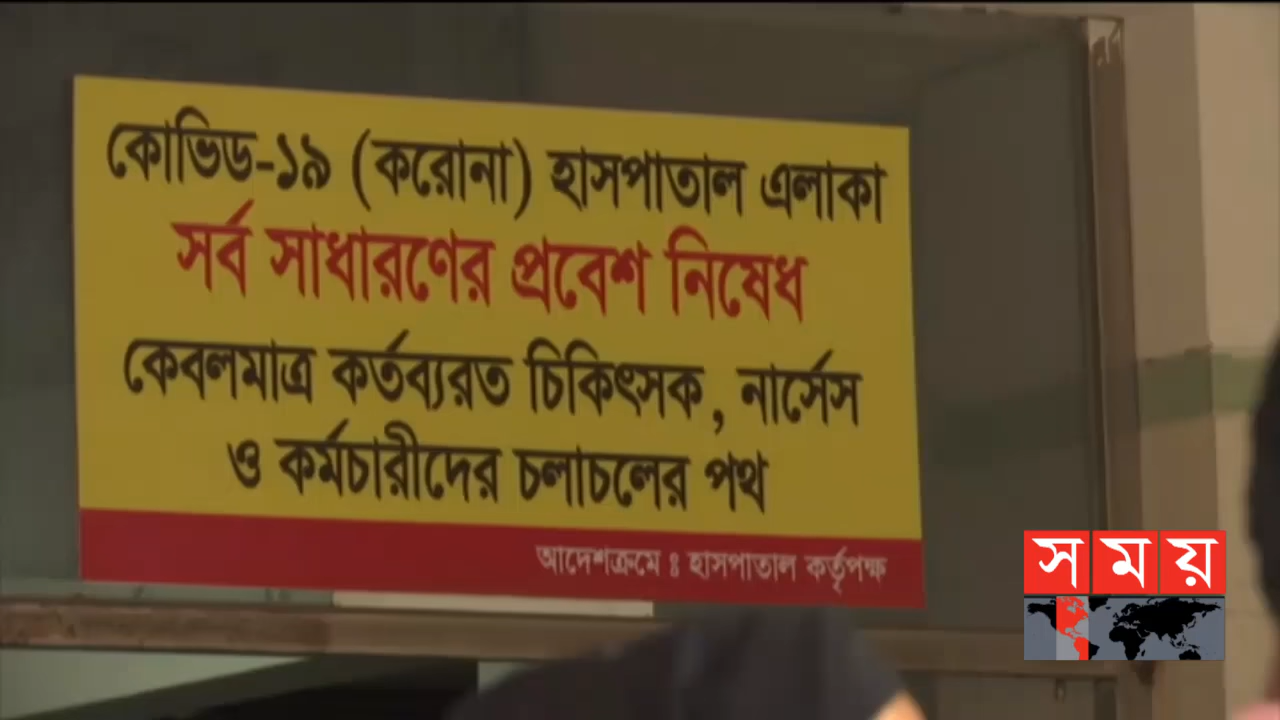 কোভিড-১৯ (করোনা) হাসপাতাল এলাকা
সর্ব সাধারণের প্রবেশ নিষেধ
কেবলমাত্র কর্তব্যরত চিকিৎসক, নার্সেস
ও কর্মচারীদের চলাচলের পথ
আদেশক্রমে ঃ হাসপাতাল কর্তৃপক্ষ
সময়